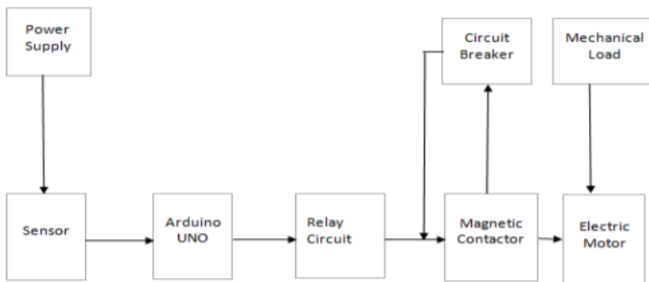 Power
Supply
Circuit
Breaker
Mechanical
Load
Sensor
Arduino
UNO
Relay
Circuit
Magnetic
Contactor
Electric
Motor